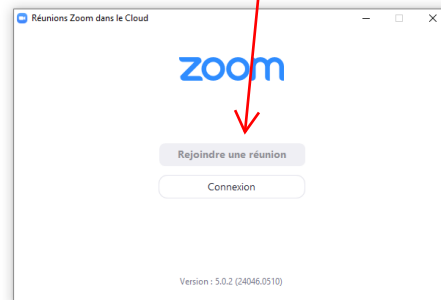 Réunions Zoom dans le Cloud
zoom
Rejoindre une réunion
Connexion
Version : 5.0.2 (24046.0510)